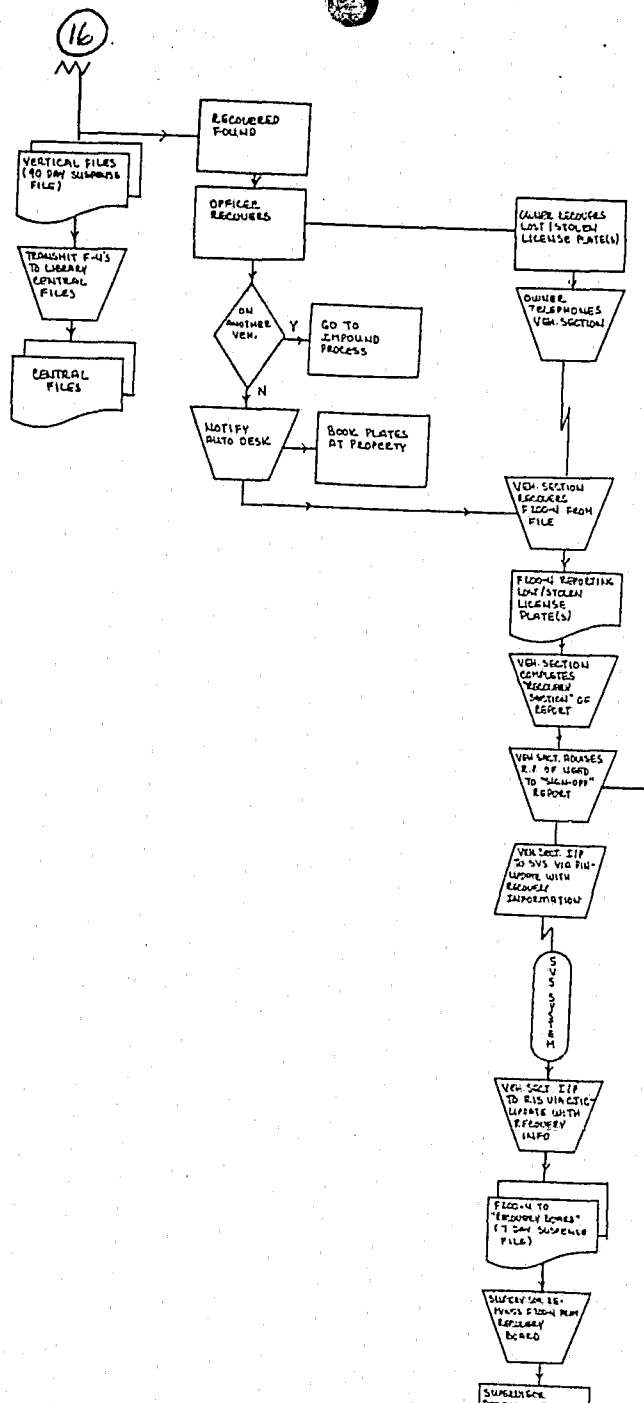 16
RECOVERED
FOUND
VERTICAL FILES
(90 DAY SUSPENSE
FILE)
TRANSMIT F-4'S
TO LIBRARY
CENTRAL
FILES
CENTRAL
FILES
OFFICER
RECOVERS
ON
ANOTHER
VEH.
Y
GO TO
IMPOUND
PROCESS
N
NOTIFY
AUTO DESK
BOOK PLATES
AT PROPERTY
OWNER RECOVERS
LOST/STOLEN
LICENSE PLATE(S)
OWNER
TELEPHONES
VEH. SECTION
VEH. SECTION
RECOVERS
F200-4 FROM
FILE
F200-4 REPORTING
LOST/STOLEN
LICENSE
PLATE(S)
VEH. SECTION
COMPLETES
"RECOVERY
SECTION" OF
REPORT
VEH. SECT. ADVISES
R.P. OF NEED
TO "SIGN-OFF"
REPORT
VEH. SECT. I/P
TO SVS VIA PIN-
UPDATE WITH
RECOVERY
INFORMATION
SVS SYSTEM
VEH. SECT. I/P
TO RIS VIA CJIC-
UPDATE WITH
RECOVERY
INFO
F200-4 TO
"RECOVERY BOARD"
(7 DAY SUSPENSE
FILE)
SUPERVISOR RE-
MOVES F200-4 FROM
RECOVERY
BOARD
SUPERVISOR